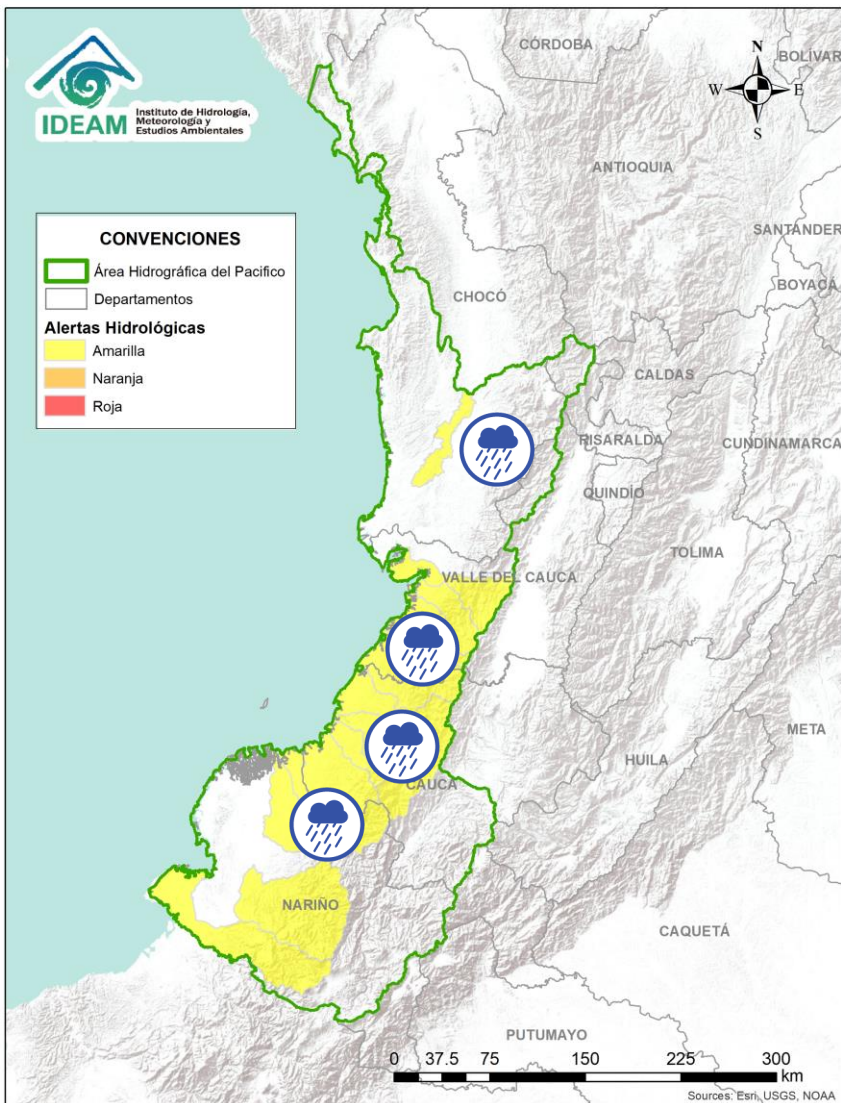 IDEAM
Instituto de Hidrología,
Meteorología y
Estudios Ambientales
N
W
E
S
CONVENCIONES
Área Hidrográfica del Pacifico
Departamentos
Alertas Hidrológicas
Amarilla
Naranja
Roja
CÓRDOBA
BOLÍVAR
ANTIOQUIA
SANTANDER
BOYACÁ
CHOCÓ
CALDAS
RISARALDA
CUNDINAMARCA
QUINDÍO
TOLIMA
VALLE DEL CAUCA
META
HUILA
CAUCA
NARIÑO
CAQUETÁ
PUTUMAYO
0 37.5 75 150 225 300
km
Sources: Esri, USGS, NOAA